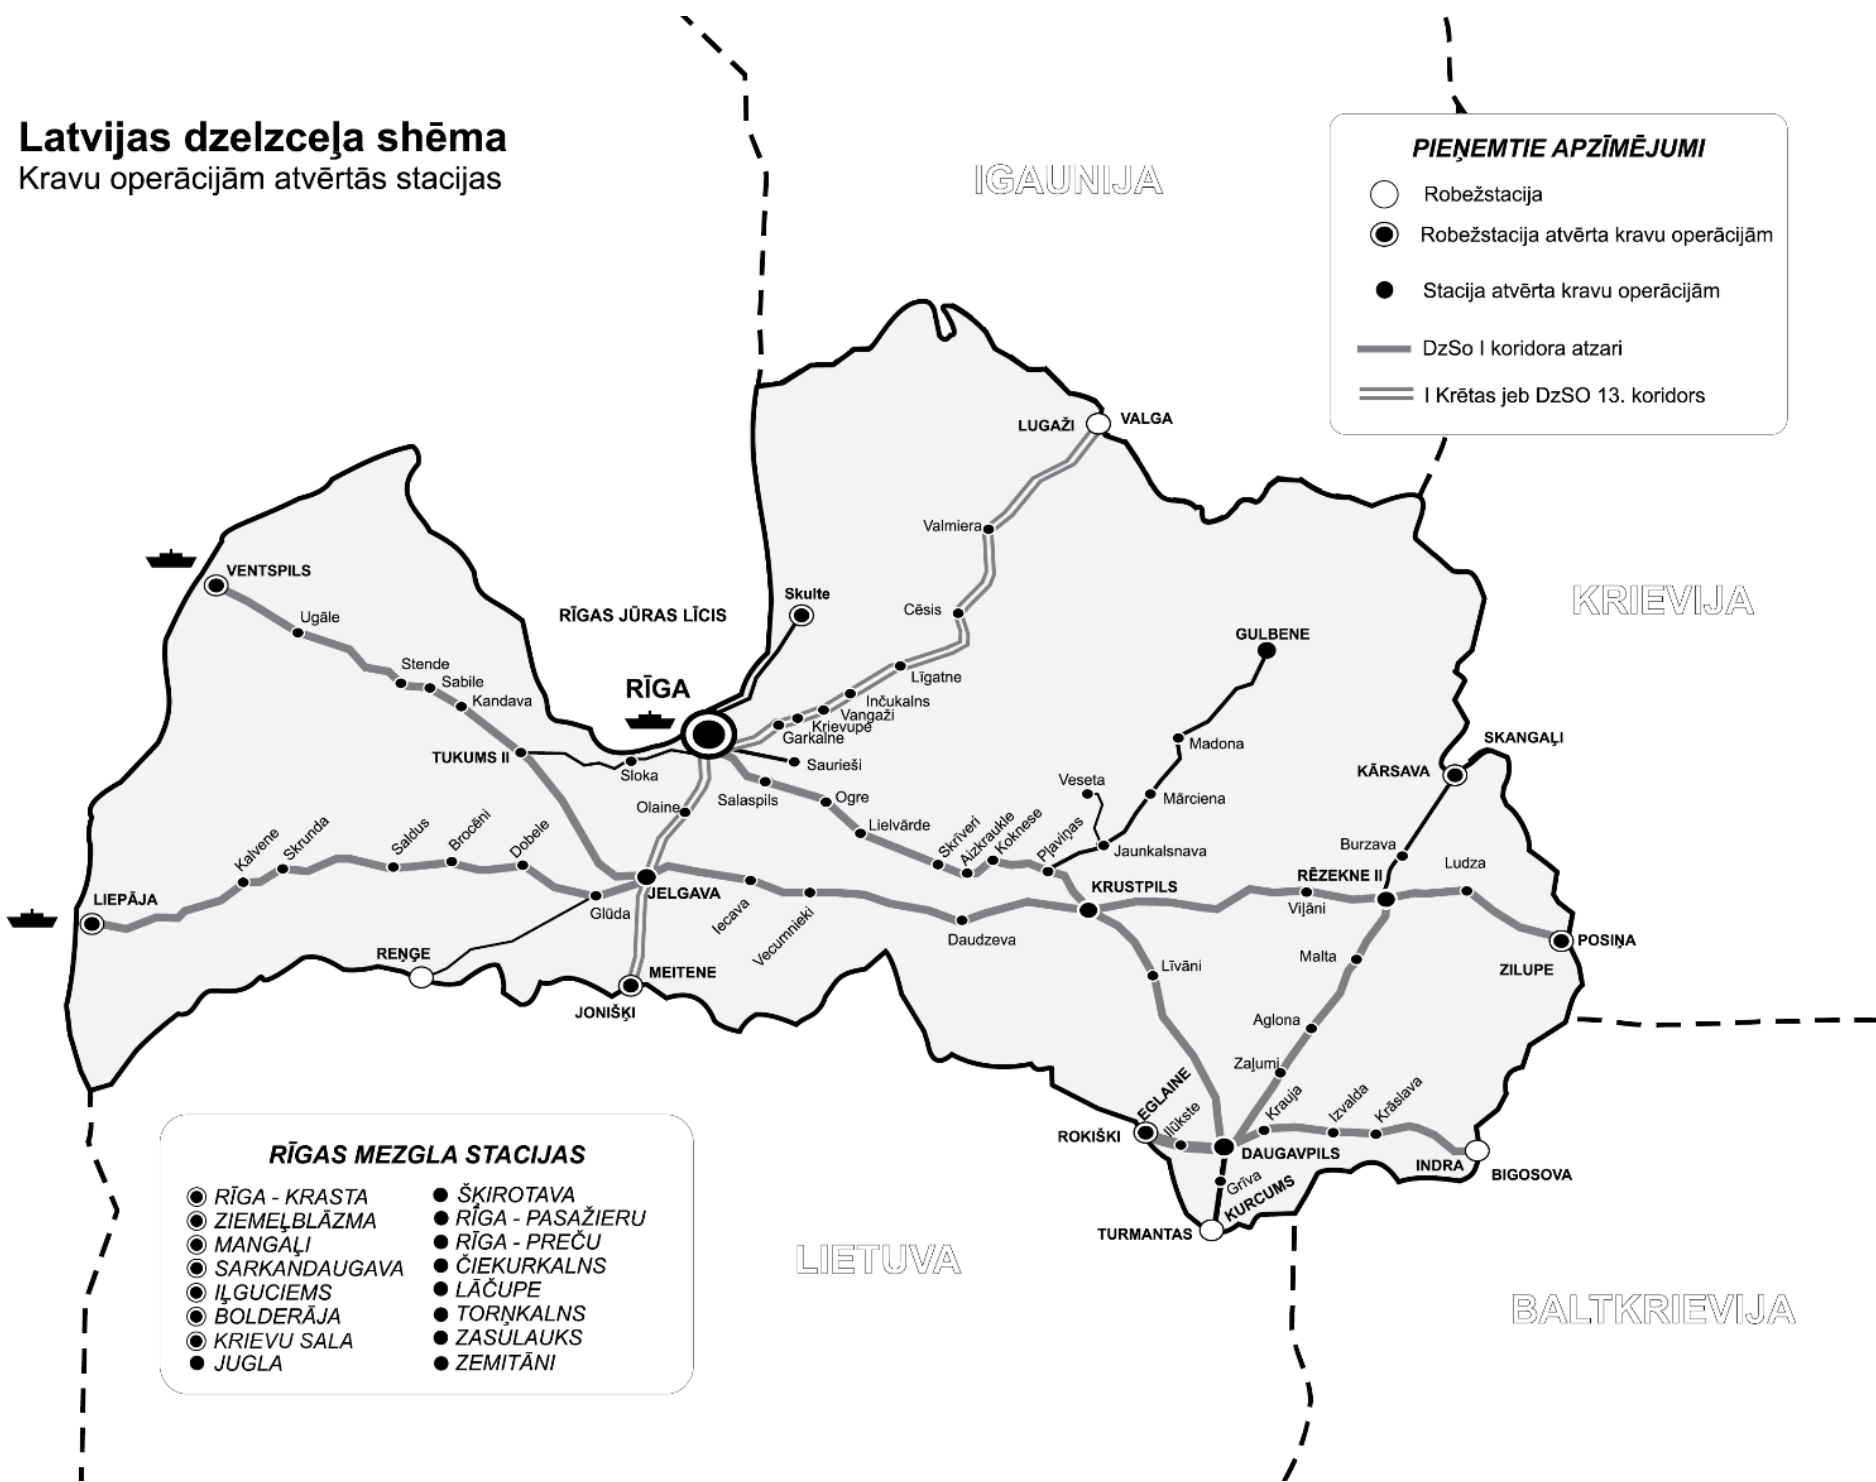 Latvijas dzelzceļa shēma
Kravu operācijām atvērtās stacijas
IGAUNIJA
PIEŅEMTIE APZĪMĒJUMI
Robežstacija
Robežstacija atvērta kravu operācijām
Stacija atvērta kravu operācijām
DzSo I koridora atzari
I Krētas jeb DzSO 13. koridors
LUGAŽI
VALGA
Valmiera
VENTSPILS
KRIEVIJA
Skulte
Cēsis
RĪGAS JŪRAS LĪCIS
Ugāle
GULBENE
Stende
Sabile
Kandava
Līgatne
RĪGA
Inčukalns
Vangaži
Krievupe
Garkalne
SKANGAĻI
Madona
TUKUMS II
Sloka
Saurieši
KĀRSAVA
Veseta
Salaspils
Ogre
Mārciena
Olaine
Lielvārde
Kalvene
Skrunda
Saldus
Brocēni
Dobele
Skrīveri
Aizkraukle
Koknese
Pļaviņas
Jaunkalsnava
Burzava
Ludza
RĒZEKNE II
KRUSTPILS
JELGAVA
LIEPĀJA
Glūda
Iecava
Vecumnieki
Viļāni
Daudzeva
POSIŅA
REŅĢE
Malta
Līvāni
ZILUPE
MEITENE
JONIŠĶI
Aglona
Zaļumi
EGLAINE
Ilūkste
Krauja
Izvalda
Krāslava
ROKIŠKI
DAUGAVPILS
INDRA
BIGOSOVA
Grīva
KURCUMS
TURMANTAS
LIETUVA
BALTKRIEVIJA
RĪGAS MEZGLA STACIJAS
RĪGA - KRASTA
ZIEMEĻBLĀZMA
MANGAĻI
SARKANDAUGAVA
IĻGUCIEMS
BOLDERĀJA
KRIEVU SALA
JUGLA
ŠĶIROTAVA
RĪGA - PASAŽIERU
RĪGA - PREČU
ČIEKURKALNS
LĀČUPE
TORŅKALNS
ZASULAUKS
ZEMITĀNI